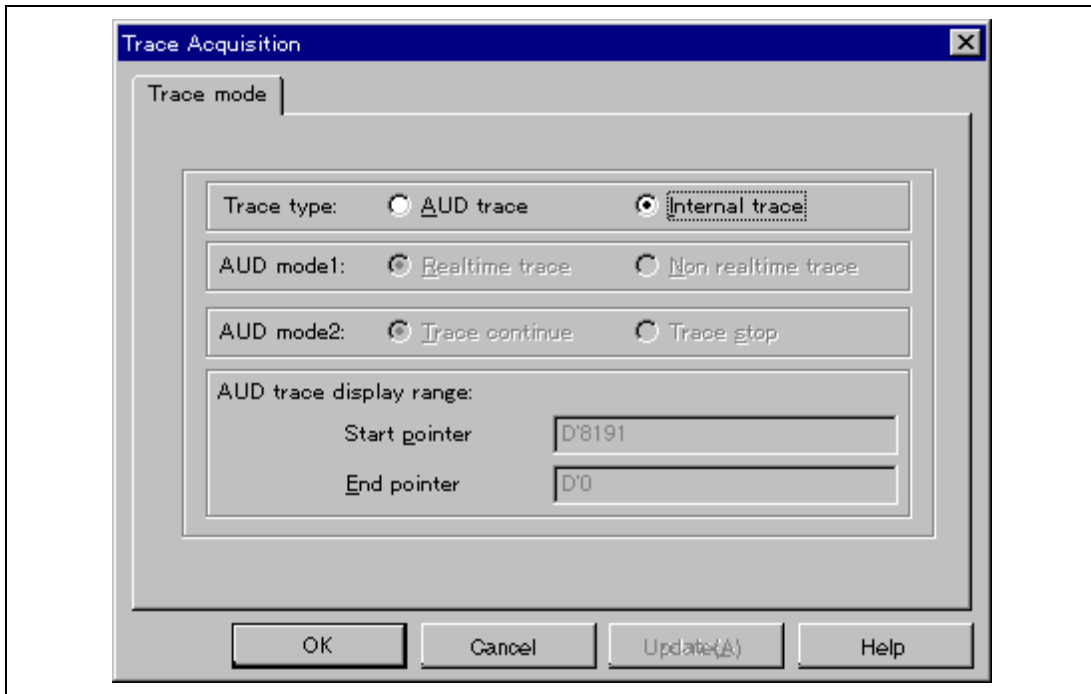 Trace Acquisition
Trace mode
Trace type: AUD trace Internal trace
AUD mode1: Realtime trace Non realtime trace
AUD mode2: Trace continue Trace stop
AUD trace display range:
Start pointer D'8191
End pointer D'0
OK Cancel Update(A) Help